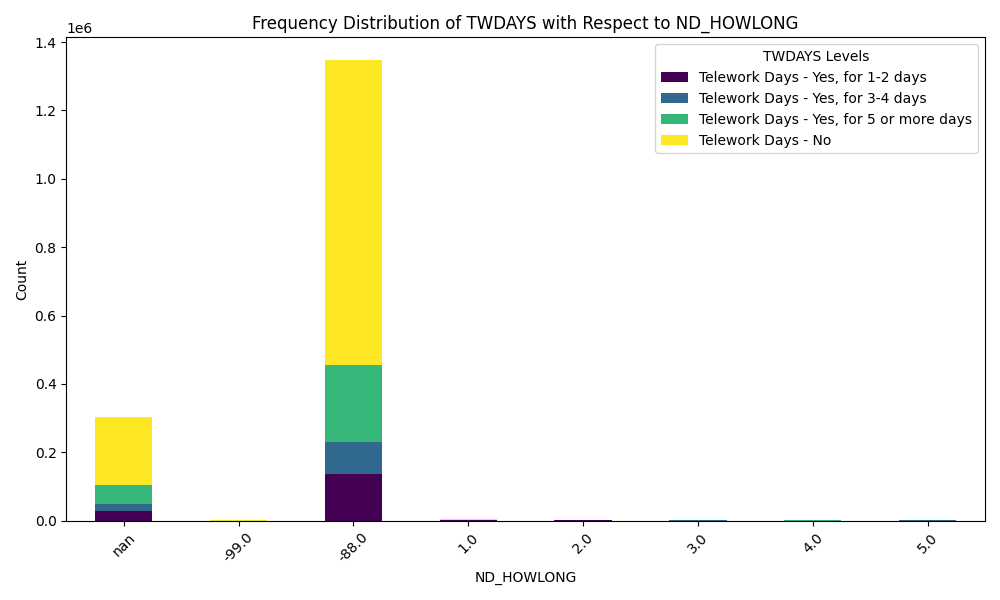 Frequency Distribution of TWDAYS with Respect to ND_HOWLONG
1e6
1.4
1.2
1.0
0.8
0.6
0.4
0.2
0.0
Count
TWDAYS Levels
Telework Days - Yes, for 1-2 days
Telework Days - Yes, for 3-4 days
Telework Days - Yes, for 5 or more days
Telework Days - No
nan
-99.0
-88.0
1.0
2.0
3.0
4.0
5.0
ND_HOWLONG